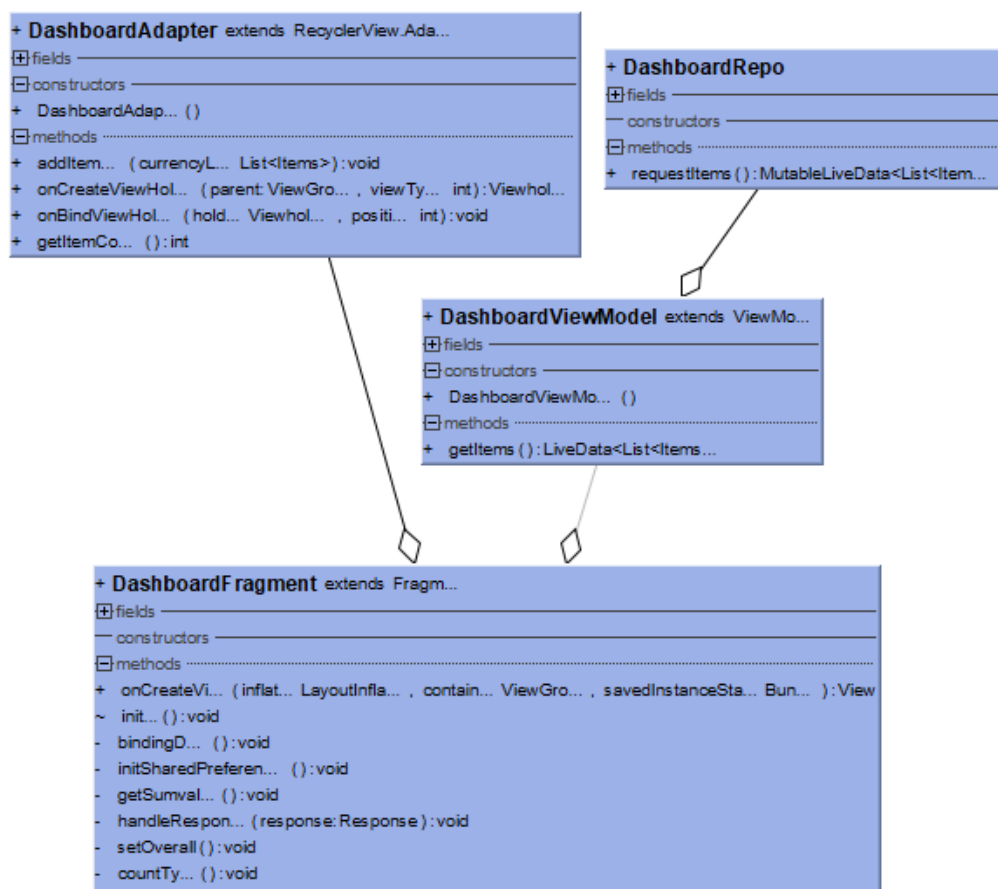 + DashboardAdapter extends RecyclerView.Ada...
fields
constructors
+ DashboardAdap... ()
methods
+ addItem... (currencyL... List<Items>):void
+ onCreateViewHol... (parent: ViewGro... , viewTy... int): Viewhol...
+ onBindViewHol... (hold... Viewhol... , positi... int):void
+ getItemCo... ():int
+ DashboardRepo
fields
constructors
methods
+ requestItems():MutableLiveData<List<Item...
+ DashboardViewModel extends ViewMo...
fields
constructors
+ DashboardViewMo... ()
methods
+ getItems():LiveData<List<Items...
+ DashboardFragment extends Fragm...
fields
constructors
methods
+ onCreateVi... (inflat... LayoutInfla... , contain... ViewGro... , savedInstanceSta... Bun... ):View
~ init... ():void
- bindingD... ():void
- initSharedPreferen... ():void
- getSumval... ():void
- handleRespon... (response:Response):void
- setOverall():void
- countTy... ():void